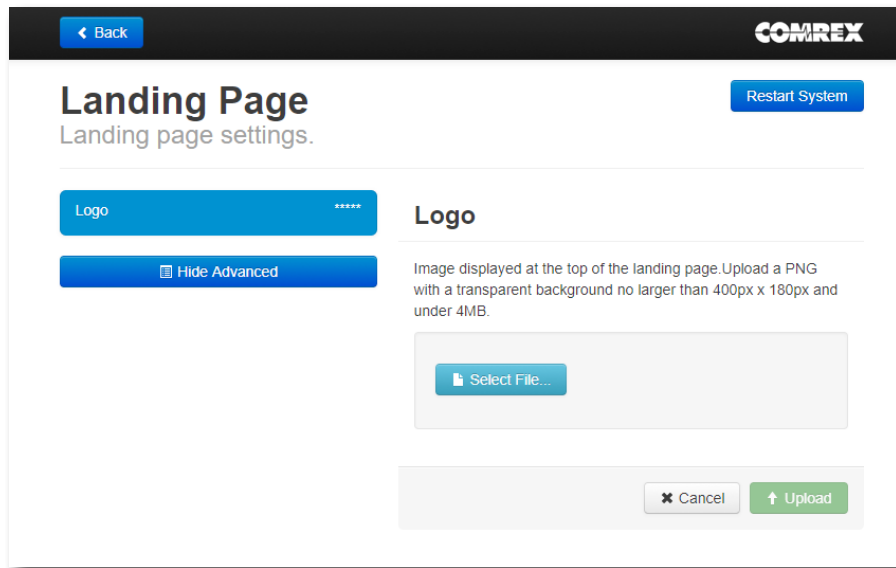 Back
COMREX
Landing Page
Restart System
Landing page settings.
Logo *****
Logo
Hide Advanced
Image displayed at the top of the landing page.Upload a PNG
with a transparent background no larger than 400px x 180px and
under 4MB.
Select File...
Cancel
Upload